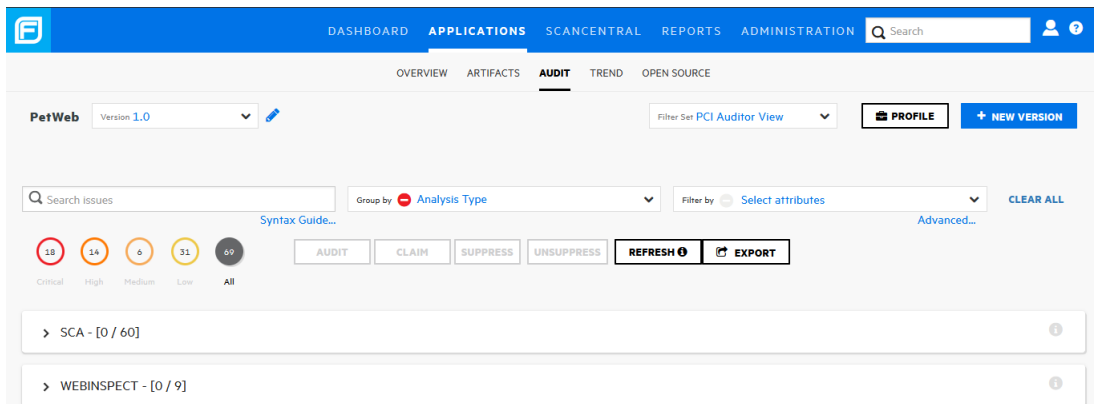 DASHBOARD APPLICATIONS SCANCENTRAL REPORTS ADMINISTRATION Search
OVERVIEW ARTIFACTS AUDIT TREND OPEN SOURCE
PetWeb Version 1.0 Filter Set PCI Auditor View PROFILE + NEW VERSION
Search issues Group by Analysis Type Filter by Select attributes CLEAR ALL
Syntax Guide... Advanced...
18 14 6 31 69 AUDIT CLAIM SUPPRESS UNSUPPRESS REFRESH EXPORT
Critical High Medium Low All
SCA - [0 / 60]
WEBINSPECT - [0 / 9]